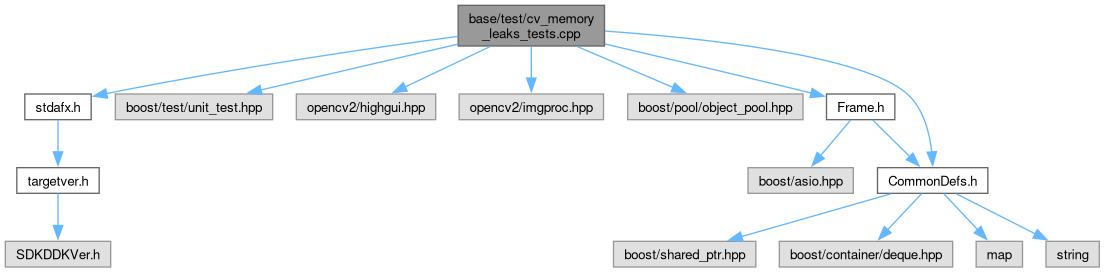 base/test/cv_memory
_leaks_tests.cpp
stdafx.h
boost/test/unit_test.hpp
opencv2/highgui.hpp
opencv2/imgproc.hpp
boost/pool/object_pool.hpp
Frame.h
targetver.h
boost/asio.hpp
CommonDefs.h
SDKDDKVer.h
boost/shared_ptr.hpp
boost/container/deque.hpp
map
string